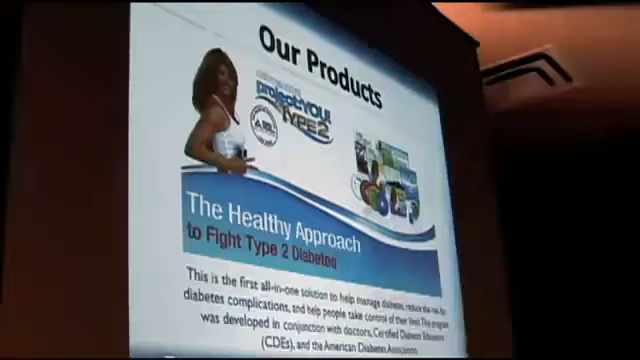 Our Products
project:YOU!
TYPE 2
The Healthy Approach
to Fight Type 2 Diabetes
This is the first all-in-one solution to help manage diabetes, reduce the risk for
diabetes complications, and help people take control of their lives! This program
was developed in conjunction with doctors, Certified Diabetes Educators
(CDEs), and the American Diabetes Association